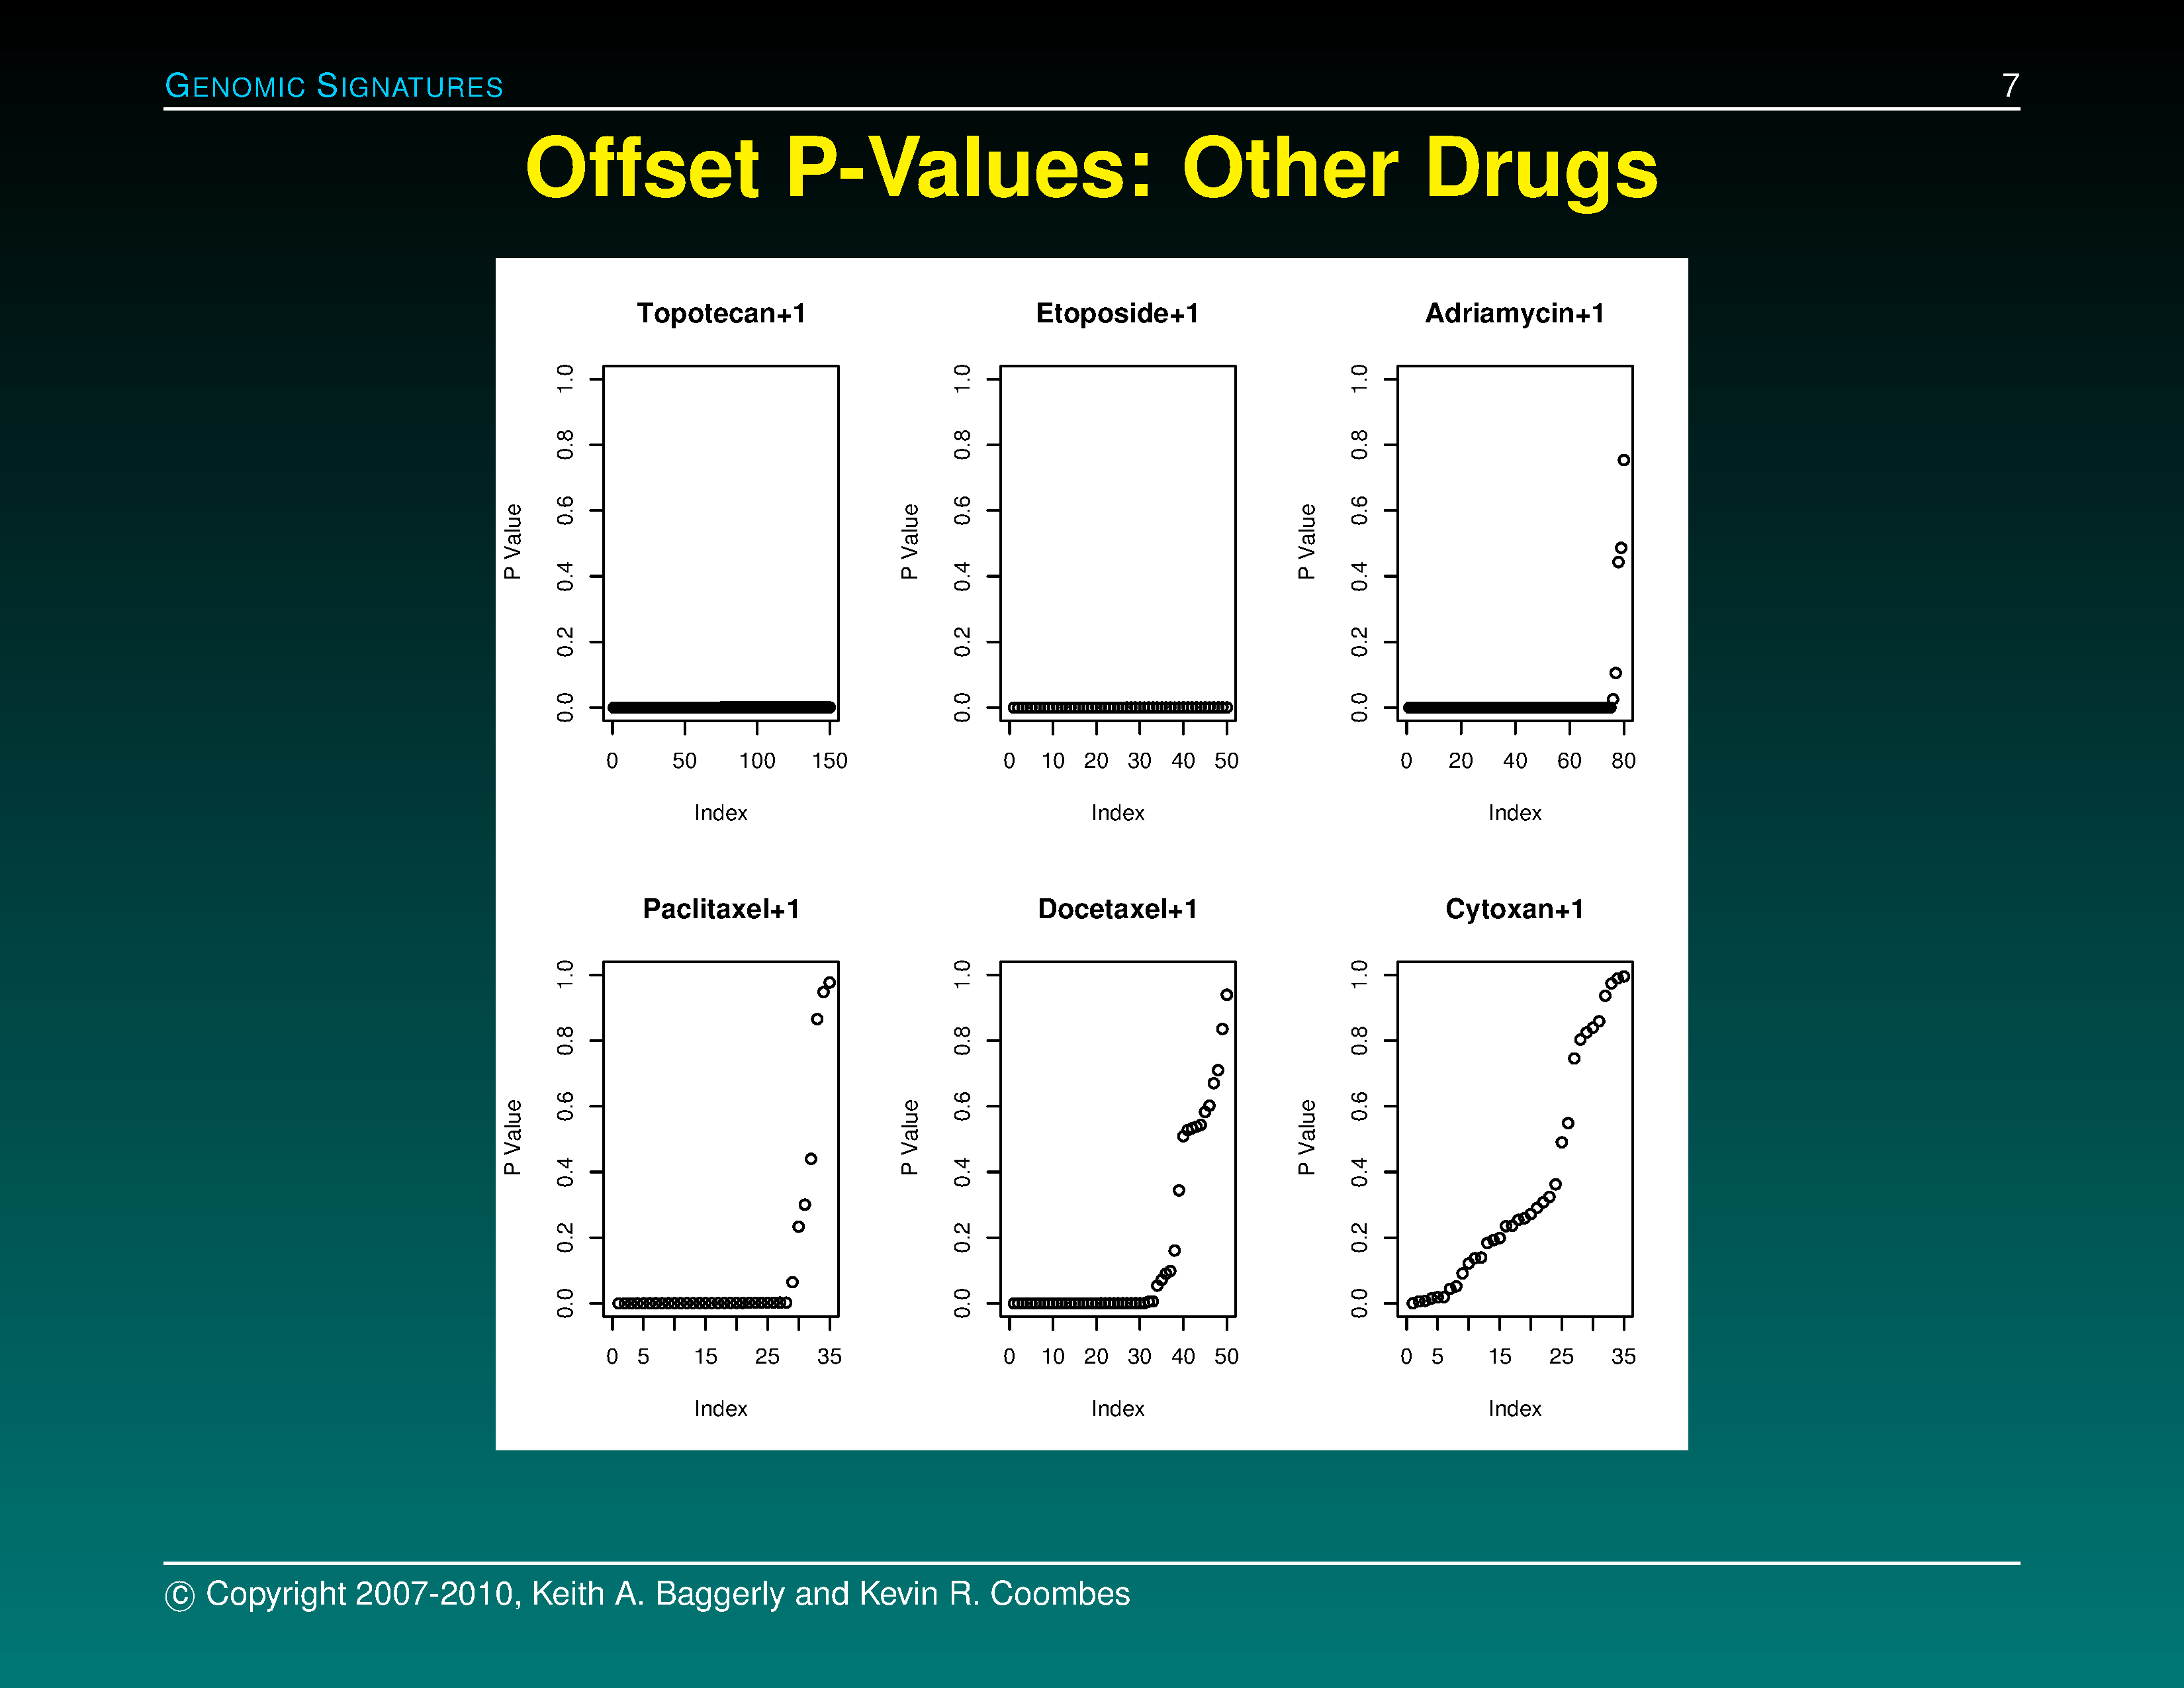 GENOMIC SIGNATURES 7
Offset P-Values: Other Drugs
Topotecan+1
P Value
0.0 0.2 0.4 0.6 0.8 1.0
0 50 100 150
Index
Etoposide+1
P Value
0.0 0.2 0.4 0.6 0.8 1.0
0 10 20 30 40 50
Index
Adriamycin+1
P Value
0.0 0.2 0.4 0.6 0.8 1.0
0 20 40 60 80
Index
Paclitaxel+1
P Value
0.0 0.2 0.4 0.6 0.8 1.0
0 5 15 25 35
Index
Docetaxel+1
P Value
0.0 0.2 0.4 0.6 0.8 1.0
0 10 20 30 40 50
Index
Cytoxan+1
P Value
0.0 0.2 0.4 0.6 0.8 1.0
0 5 15 25 35
Index
© Copyright 2007-2010, Keith A. Baggerly and Kevin R. Coombes